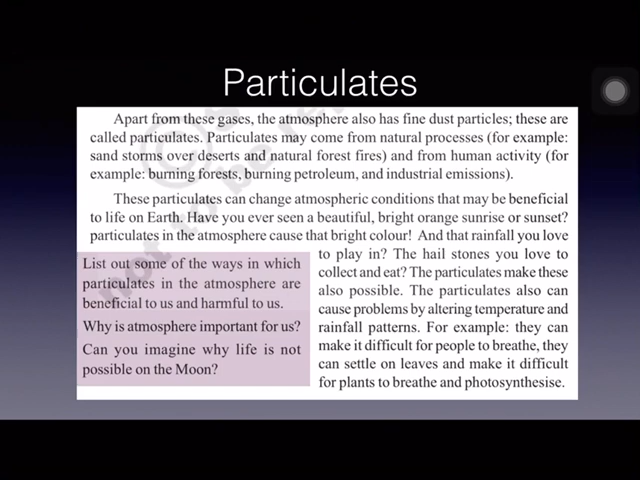 Particulates
Apart from these gases, the atmosphere also has fine dust particles; these are
called particulates. Particulates may come from natural processes (for example:
sand storms over deserts and natural forest fires) and from human activity (for
example: burning forests, burning petroleum, and industrial emissions).
These particulates can change atmospheric conditions that may be beneficial
to life on Earth. Have you ever seen a beautiful, bright orange sunrise or sunset?
particulates in the atmosphere cause that bright colour! And that rainfall you love
to play in? The hail stones you love to
collect and eat? The particulates make these
also possible. The particulates also can
cause problems by altering temperature and
rainfall patterns. For example: they can
make it difficult for people to breathe, they
can settle on leaves and make it difficult
for plants to breathe and photosynthesise.
List out some of the ways in which
particulates in the atmosphere are
beneficial to us and harmful to us.
Why is atmosphere important for us?
Can you imagine why life is not
possible on the Moon?